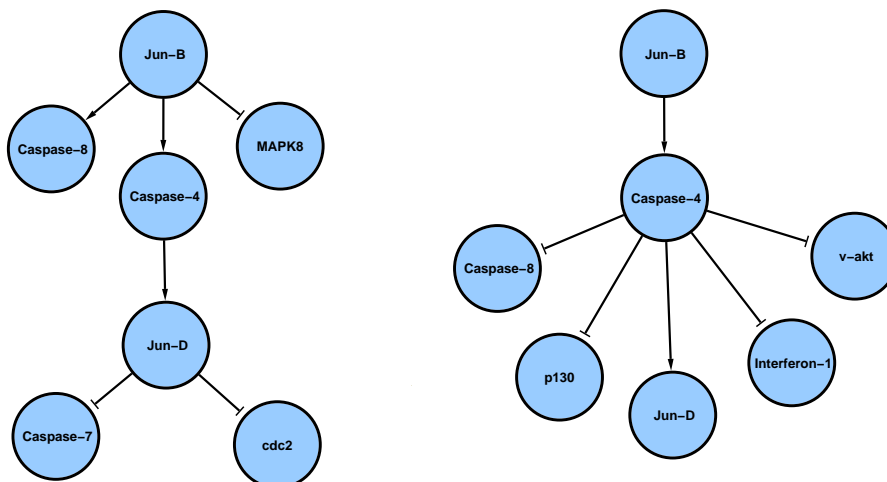 Jun–B
Caspase–8
MAPK8
Caspase–4
Jun–D
Caspase–7
cdc2
Jun–B
Caspase–4
Caspase–8
v–akt
p130
Interferon–1
Jun–D